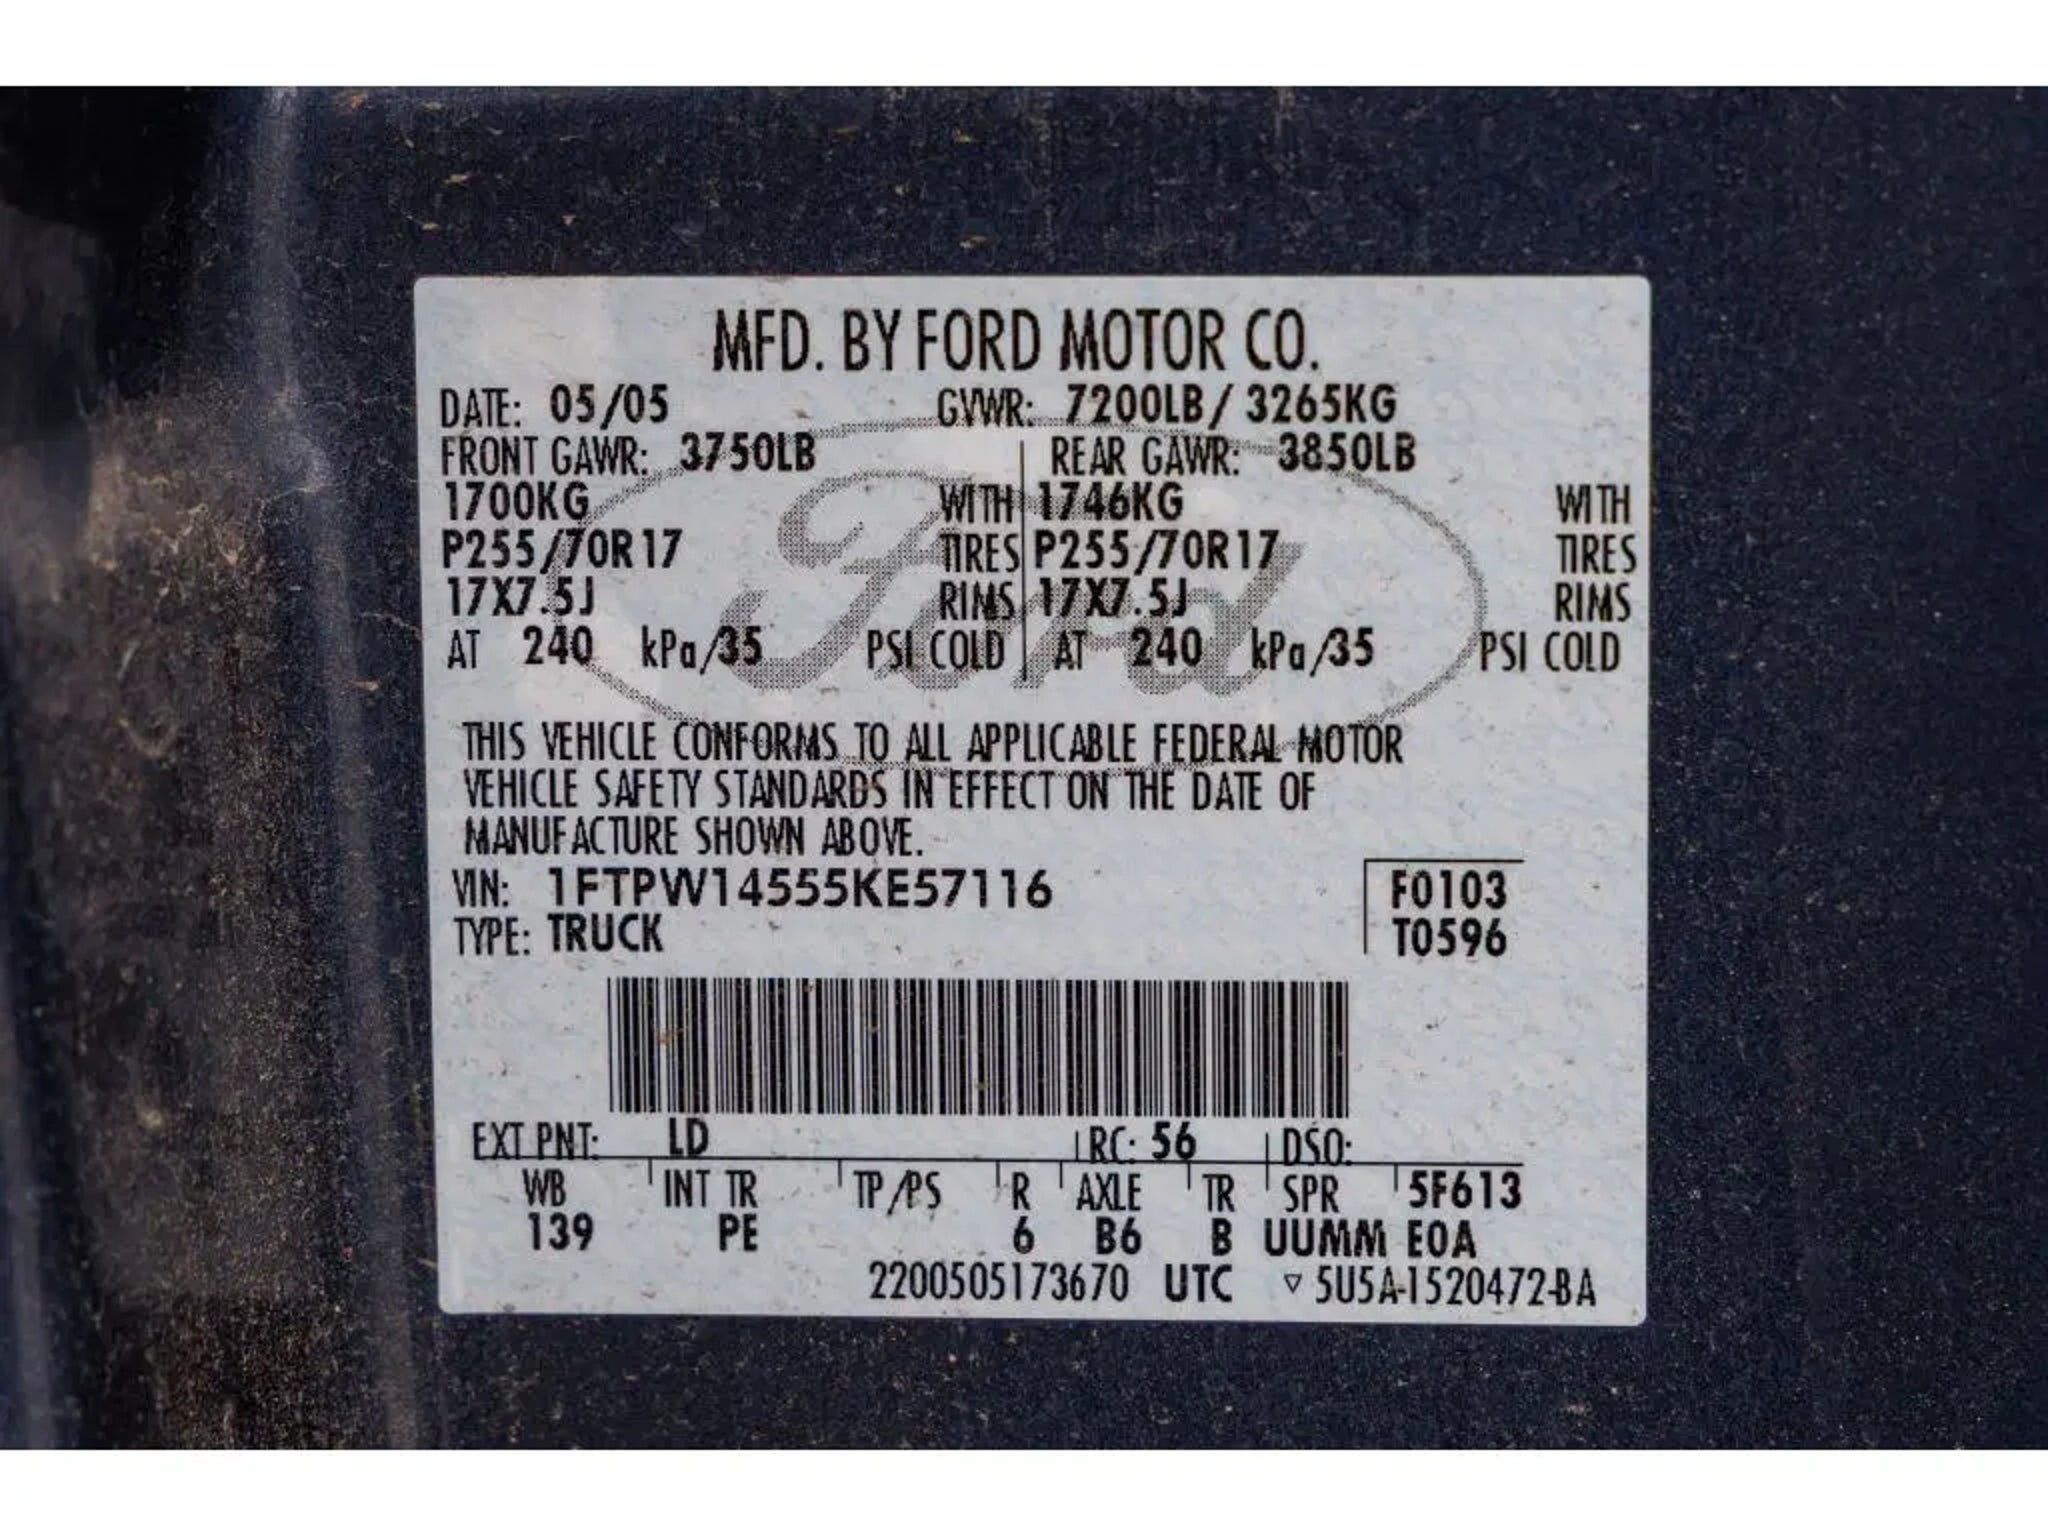 MFD. BY FORD MOTOR CO.
DATE: 05/05 GVWR: 7200LB / 3265KG
FRONT GAWR: 3750LB REAR GAWR: 3850LB
1700KG WITH 1746KG WITH
P255/70R17 TIRES P255/70R17 TIRES
17X7.5J RIMS 17X7.5J RIMS
AT 240 kPa/35 PSI COLD AT 240 kPa/35 PSI COLD
Ford
THIS VEHICLE CONFORMS TO ALL APPLICABLE FEDERAL MOTOR
VEHICLE SAFETY STANDARDS IN EFFECT ON THE DATE OF
MANUFACTURE SHOWN ABOVE.
VIN: 1FTPW14555KE57116 F0103
TYPE: TRUCK T0596
EXT PNT: LD RC: 56 DSO:
WB INT TR TP/PS R AXLE TR SPR 5F613
139 PE 6 B6 B UUMM EOA
2200505173670 UTC ▽ 5U5A-1520472-BA